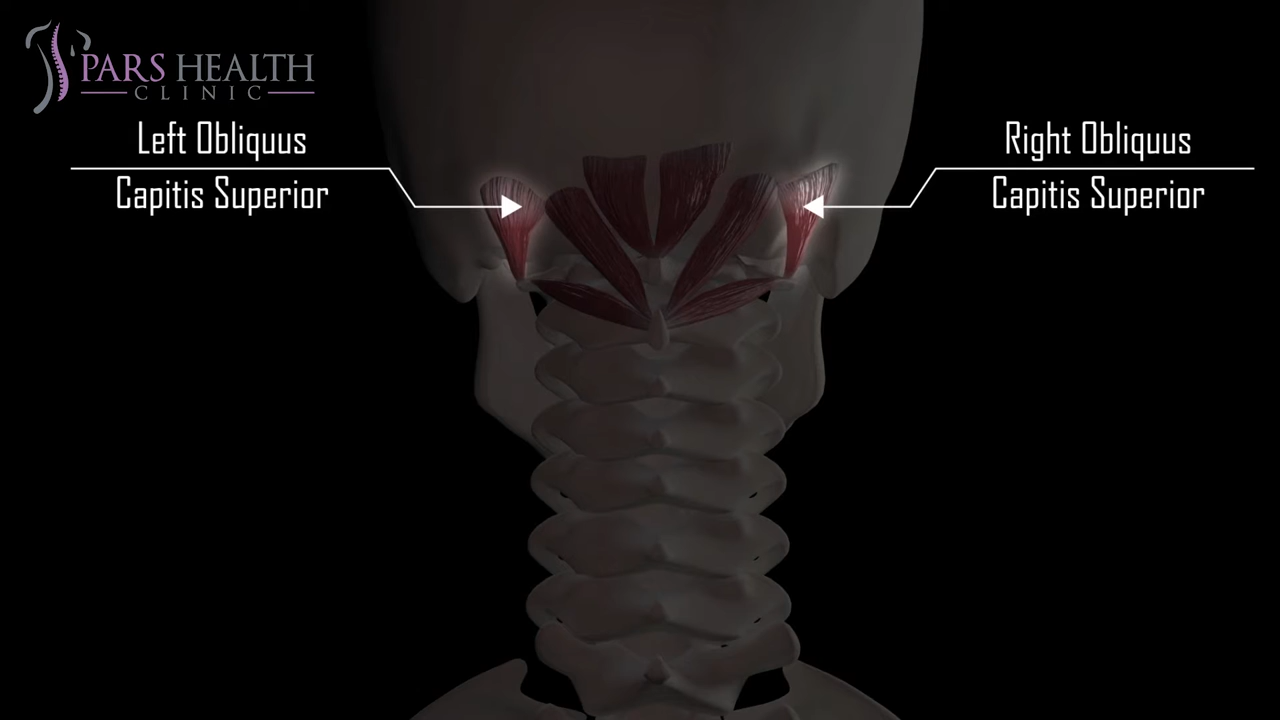 PARS HEALTH
CLINIC
Left Obliquus
Capitis Superior
Right Obliquus
Capitis Superior